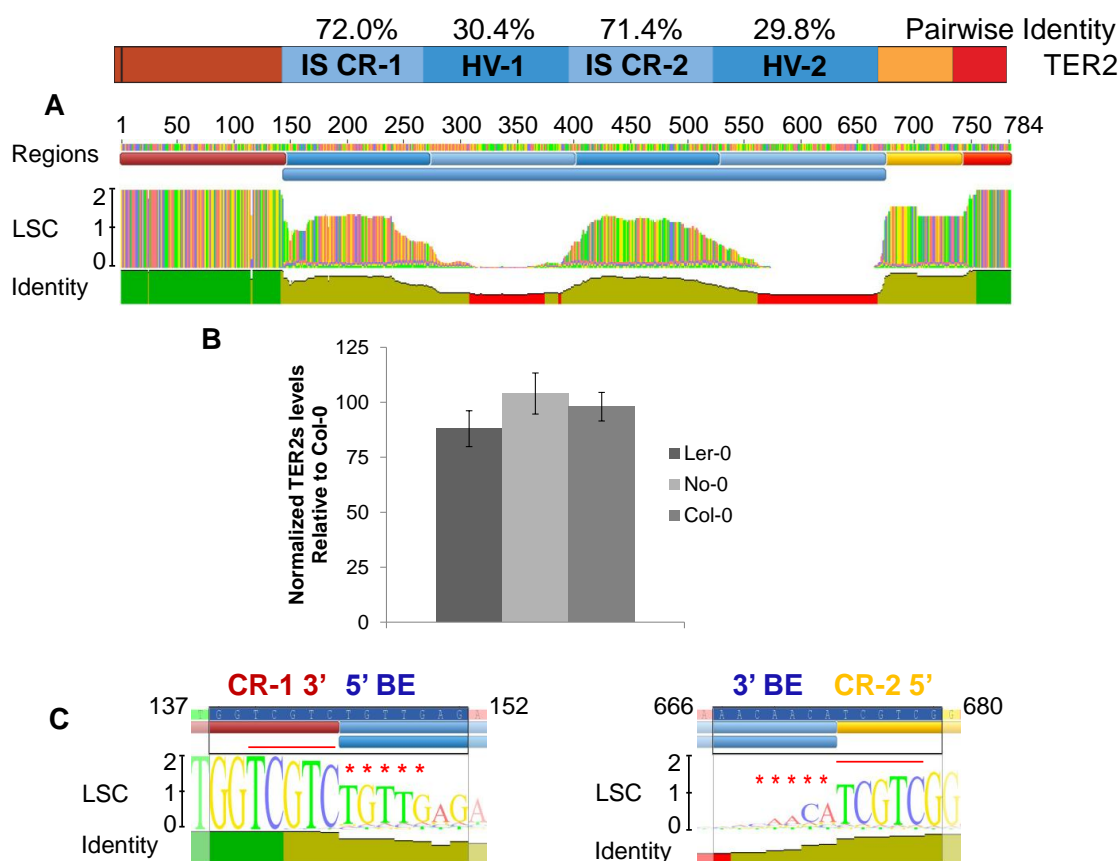 72.0% 30.4% 71.4% 29.8% Pairwise Identity
IS CR-1 HV-1 IS CR-2 HV-2 TER2
A
1 50 100 150 200 250 300 350 400 450 500 550 600 650 700 750 784
Regions
2
LSC 1
0
Identity
B
125
100
75
50
25
0
Normalized TER2s levels
Relative to Col-0
Ler-0
No-0
Col-0
C
CR-1 3’ 5’ BE
137 152
T G G T C G T C T G T T G A G A
2
LSC 1
0
* * * * *
TGGTCGTCTGTTGAGA
Identity
3’ BE CR-2 5’
666 680
A A A C A A C A T C G T C G G
2
LSC 1
0
* * * * *
AACATCGTCGG
Identity